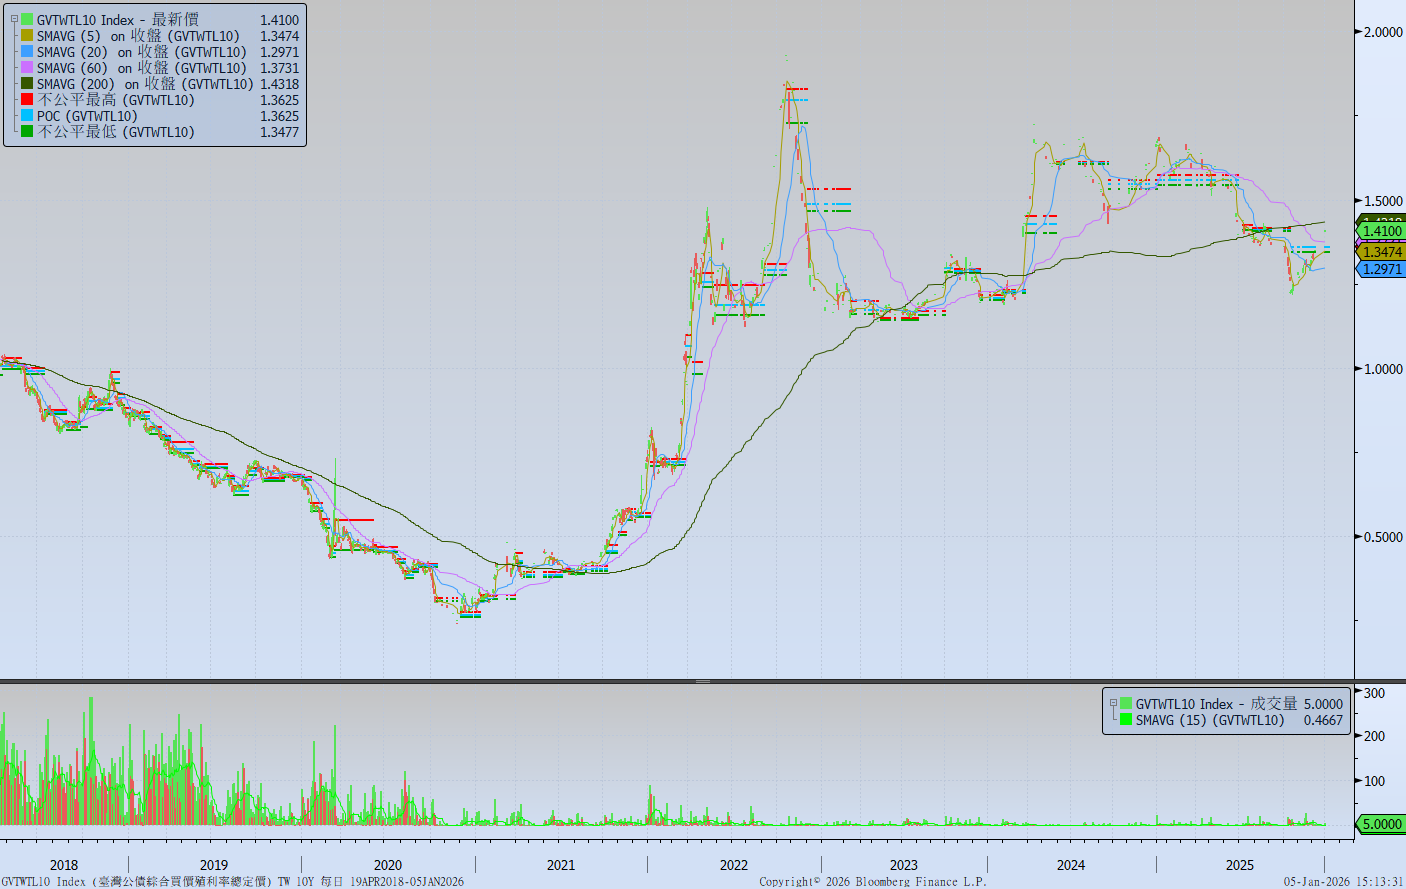 GVTWTL10 Index - 最新價 1.4100
SMAVG (5) on 收盤 (GVTWTL10) 1.3474
SMAVG (20) on 收盤 (GVTWTL10) 1.2971
SMAVG (60) on 收盤 (GVTWTL10) 1.3731
SMAVG (200) on 收盤 (GVTWTL10) 1.4318
不公平最高 (GVTWTL10) 1.3625
POC (GVTWTL10) 1.3625
不公平最低 (GVTWTL10) 1.3477
2.0000
1.5000
1.4100
1.3474
1.2971
1.0000
0.5000
GVTWTL10 Index - 成交量 5.0000
SMAVG (15) (GVTWTL10) 0.4667
300
200
100
5.0000
2018 2019 2020 2021 2022 2023 2024 2025
GVTWTL10 Index (臺灣公債綜合買價殖利率總定價) TW 10Y 每日 19APR2018-05JAN2026 Copyright© 2026 Bloomberg Finance L.P. 05-Jan-2026 15:13:31